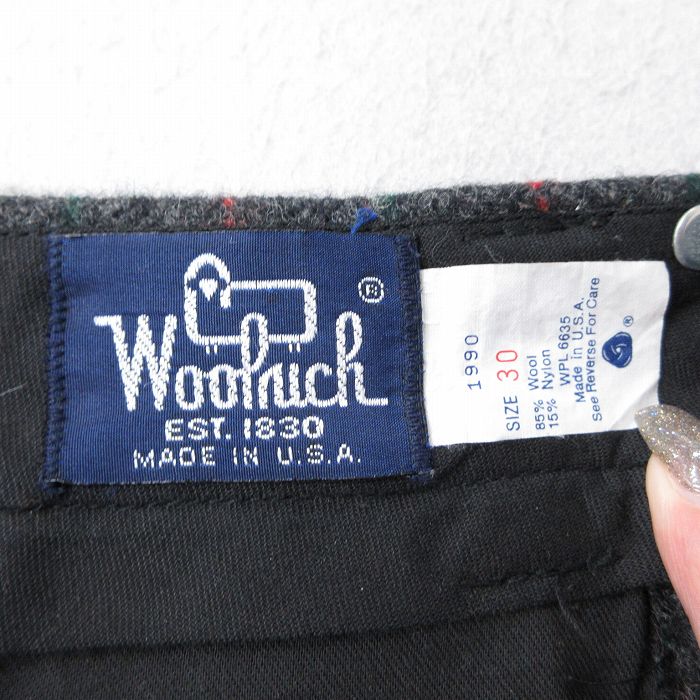 ®
Woolrich
EST. 1830
MADE IN U.S.A.
1990
SIZE 30
85% Wool
15% Nylon
WPL 6635
Made in U.S.A.
See Reverse For Care
®